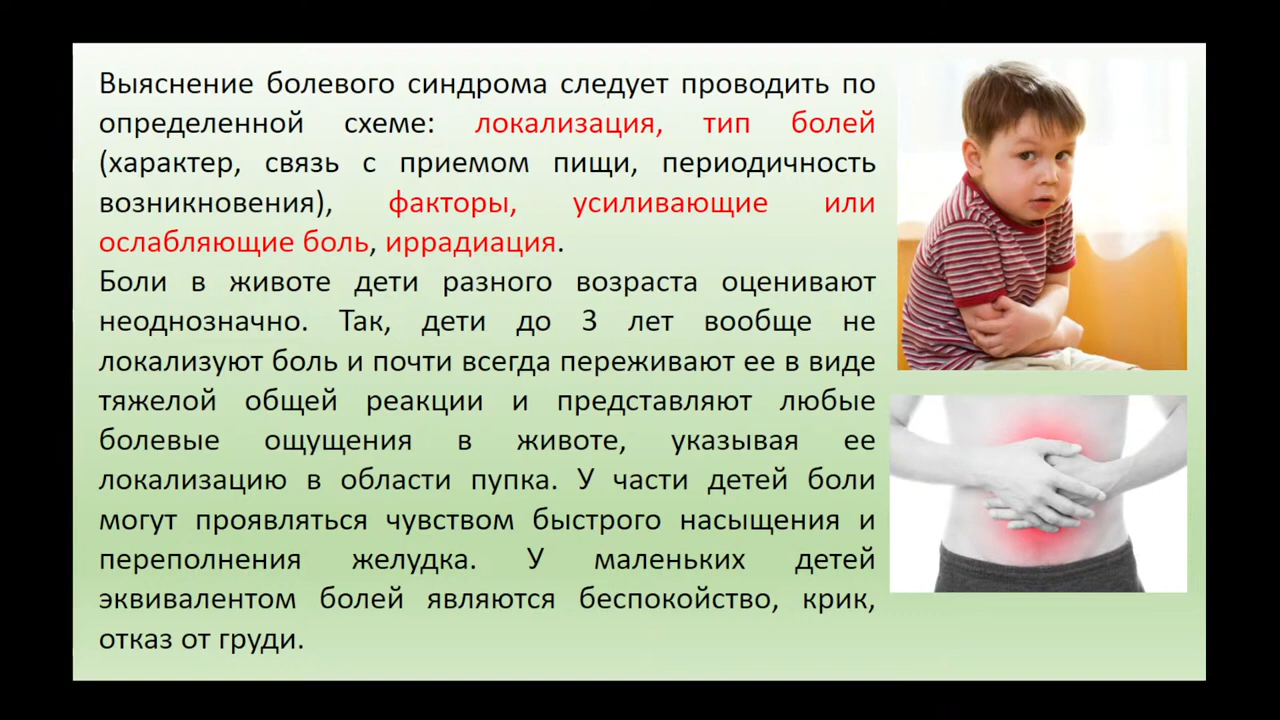 Выяснение болевого синдрома следует проводить по
определенной схеме: локализация, тип болей
(характер, связь с приемом пищи, периодичность
возникновения), факторы, усиливающие или
ослабляющие боль, иррадиация.
Боли в животе дети разного возраста оценивают
неоднозначно. Так, дети до 3 лет вообще не
локализуют боль и почти всегда переживают ее в виде
тяжелой общей реакции и представляют любые
болевые ощущения в животе, указывая ее
локализацию в области пупка. У части детей боли
могут проявляться чувством быстрого насыщения и
переполнения желудка. У маленьких детей
эквивалентом болей являются беспокойство, крик,
отказ от груди.